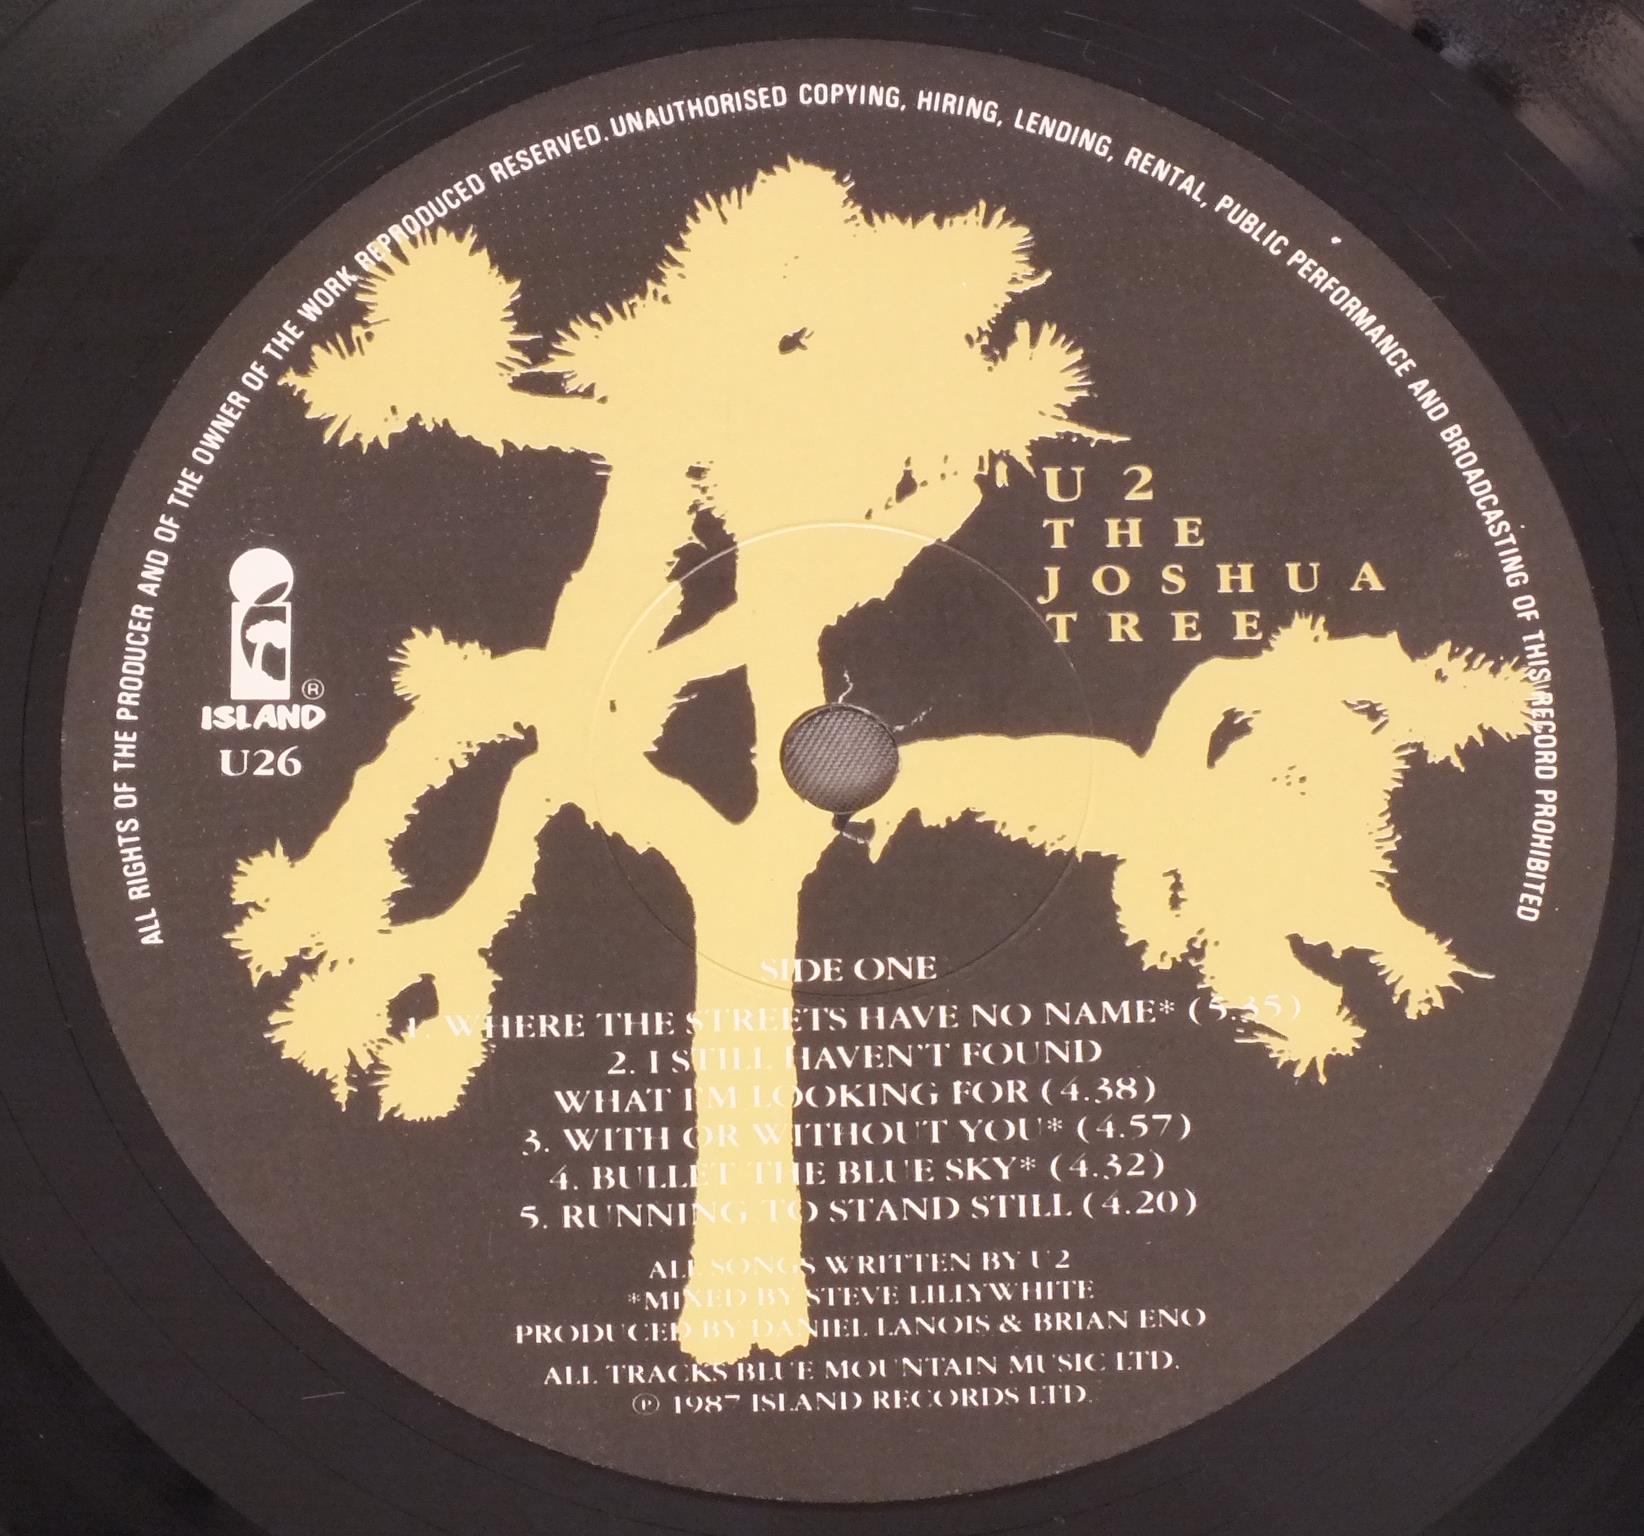 ALL RIGHTS OF THE PRODUCER AND OF THE OWNER OF THE WORK REPRODUCED RESERVED. UNAUTHORISED COPYING, HIRING, LENDING, RENTAL, PUBLIC PERFORMANCE AND BROADCASTING OF THIS RECORD PROHIBITED
U2
THE
JOSHUA
TREE
®
ISLAND
U26
SIDE ONE
1. WHERE THE STREETS HAVE NO NAME* (5.35)
2. I STILL HAVEN'T FOUND
WHAT I'M LOOKING FOR (4.38)
3. WITH OR WITHOUT YOU* (4.57)
4. BULLET THE BLUE SKY* (4.32)
5. RUNNING TO STAND STILL (4.20)
ALL SONGS WRITTEN BY U2
*MIXED BY STEVE LILLYWHITE
PRODUCED BY DANIEL LANOIS & BRIAN ENO
ALL TRACKS BLUE MOUNTAIN MUSIC LTD.
℗ 1987 ISLAND RECORDS LTD.